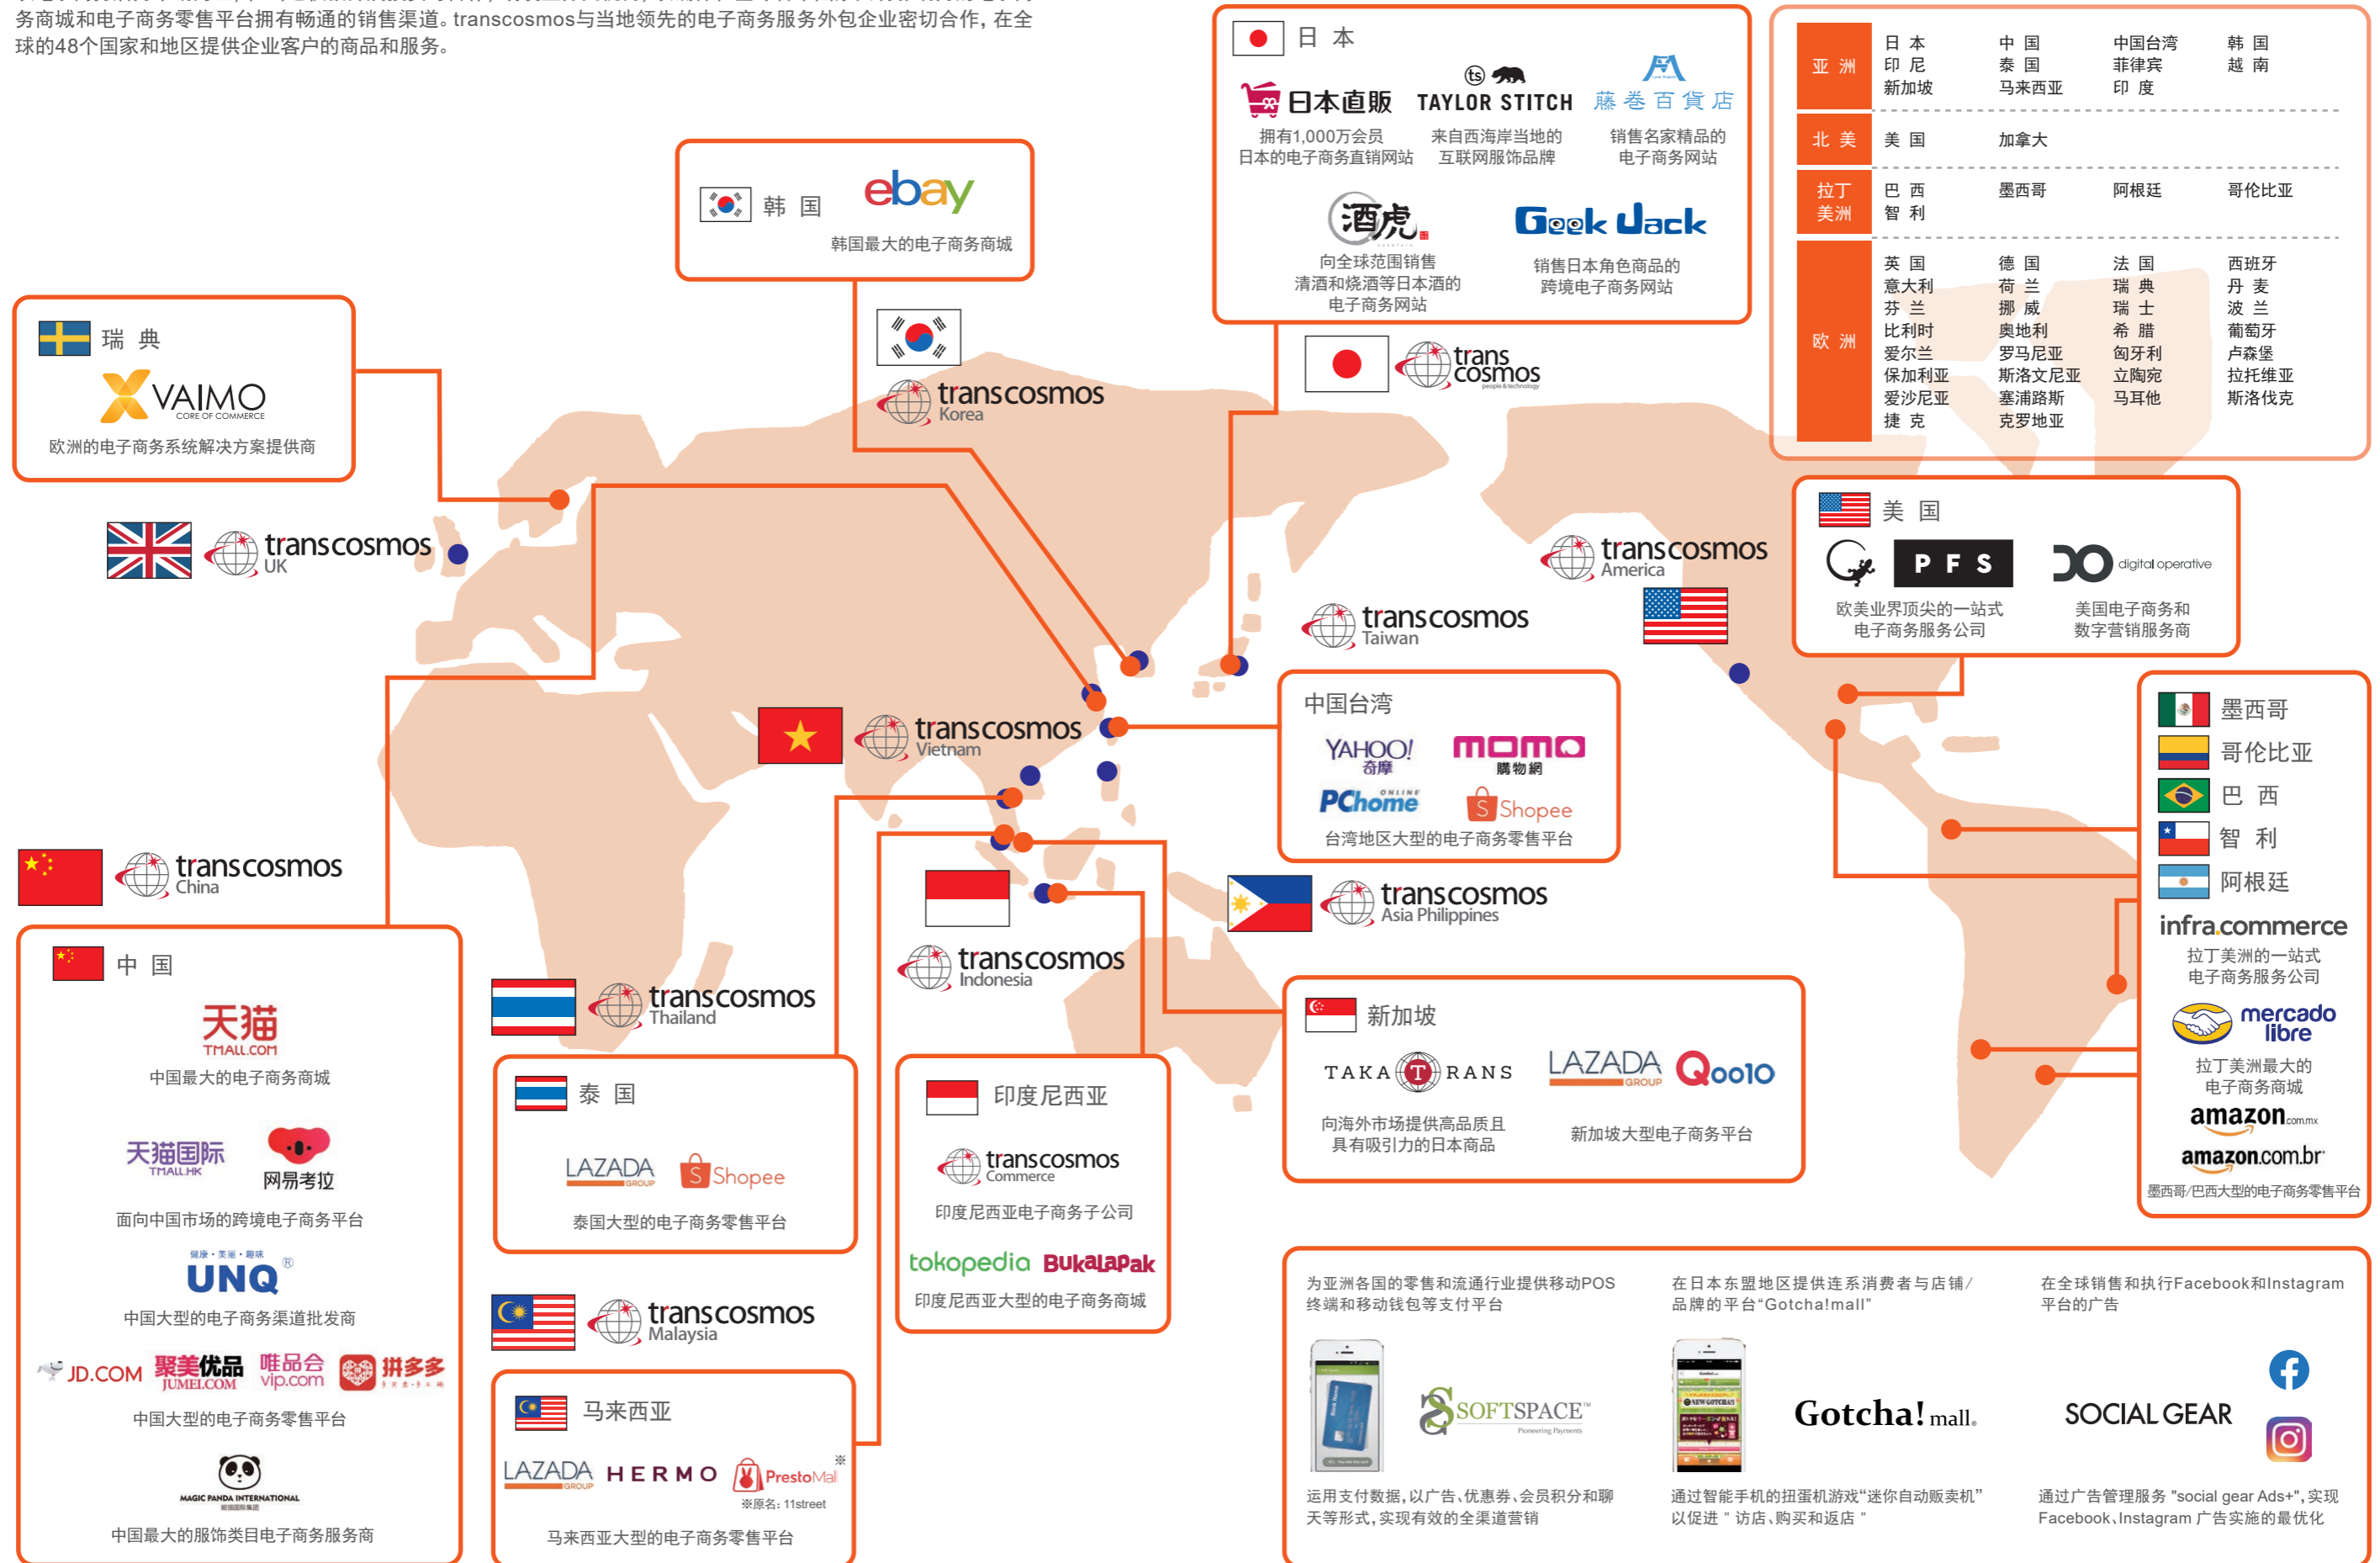 务商城和电子商务零售平台拥有畅通的销售渠道。transcosmos与当地领先的电子商务服务外包企业密切合作, 在全
球的48个国家和地区提供企业客户的商品和服务。
日 本
日本直販
ts
TAYLOR STITCH
藤巻百貨店
拥有1,000万会员
日本的电子商务直销网站
来自西海岸当地的
互联网服饰品牌
销售名家精品的
电子商务网站
酒虎
Geek Jack
向全球范围销售
清酒和烧酒等日本酒的
电子商务网站
销售日本角色商品的
跨境电子商务网站
亚 洲
日 本 中 国 中国台湾 韩 国
印 尼 泰 国 菲律宾 越 南
新加坡 马来西亚 印 度
北 美
美 国 加拿大
拉丁
美洲
巴 西 墨西哥 阿根廷 哥伦比亚
智 利
欧 洲
英 国 德 国 法 国 西班牙
意大利 荷 兰 瑞 典 丹 麦
芬 兰 挪 威 瑞 士 波 兰
比利时 奥地利 希 腊 葡萄牙
爱尔兰 罗马尼亚 匈牙利 卢森堡
保加利亚 斯洛文尼亚 立陶宛 拉托维亚
爱沙尼亚 塞浦路斯 马耳他 斯洛伐克
捷 克 克罗地亚
韩 国
ebay
韩国最大的电子商务商城
瑞 典
VAIMO
CORE OF COMMERCE
欧洲的电子商务系统解决方案提供商
transcosmos
Korea
trans
cosmos
people & technology
transcosmos
UK
transcosmos
America
美 国
PFS
digital operative
欧美业界顶尖的一站式
电子商务服务公司
美国电子商务和
数字营销服务商
transcosmos
Taiwan
中国台湾
YAHOO!
奇摩
momo
購物網
PChome
ONLINE
Shopee
台湾地区大型的电子商务零售平台
transcosmos
Vietnam
墨西哥
哥伦比亚
巴 西
智 利
阿根廷
infra.commerce
拉丁美洲的一站式
电子商务服务公司
mercado
libre
拉丁美洲最大的
电子商务商城
amazon.com.mx
amazon.com.br
墨西哥/巴西大型的电子商务零售平台
transcosmos
China
中 国
天猫
TMALL.COM
中国最大的电子商务商城
天猫国际
TMALL.HK
网易考拉
面向中国市场的跨境电子商务平台
健康・美丽・趣味
UNQ®
中国大型的电子商务渠道批发商
JD.COM
聚美优品
JUMEI.COM
唯品会
vip.com
拼多多
中国大型的电子商务零售平台
MAGIC PANDA INTERNATIONAL
熊猫国际集团
中国最大的服饰类目电子商务服务商
transcosmos
Thailand
泰 国
LAZADA
GROUP
Shopee
泰国大型的电子商务零售平台
transcosmos
Malaysia
马来西亚
LAZADA
GROUP
HERMO
PrestoMall
※
※原名: 11street
马来西亚大型的电子商务零售平台
transcosmos
Indonesia
印度尼西亚
transcosmos
Commerce
印度尼西亚电子商务子公司
tokopedia
BukaLapak
印度尼西亚大型的电子商务商城
transcosmos
Asia Philippines
新加坡
TAKA T RANS
LAZADA
GROUP
Qoo10
向海外市场提供高品质且
具有吸引力的日本商品
新加坡大型电子商务平台
为亚洲各国的零售和流通行业提供移动POS
终端和移动钱包等支付平台
SOFTSPACE™
Pioneering Payments
运用支付数据, 以广告、优惠券、会员积分和聊
天等形式, 实现有效的全渠道营销
在日本东盟地区提供连系消费者与店铺/
品牌的平台“Gotcha!mall”
NEW GOTCHA!!
Gotcha! mall®
通过智能手机的扭蛋机游戏“迷你自动贩卖机”
以促进 " 访店、购买和返店 "
在全球销售和执行Facebook和Instagram
平台的广告
SOCIAL GEAR
通过广告管理服务 "social gear Ads+", 实现
Facebook、Instagram 广告实施的最优化